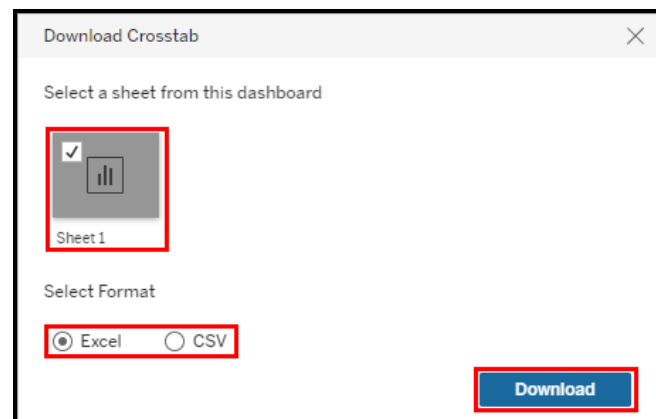 Download Crosstab
Select a sheet from this dashboard
Sheet 1
Select Format
Excel CSV
Download